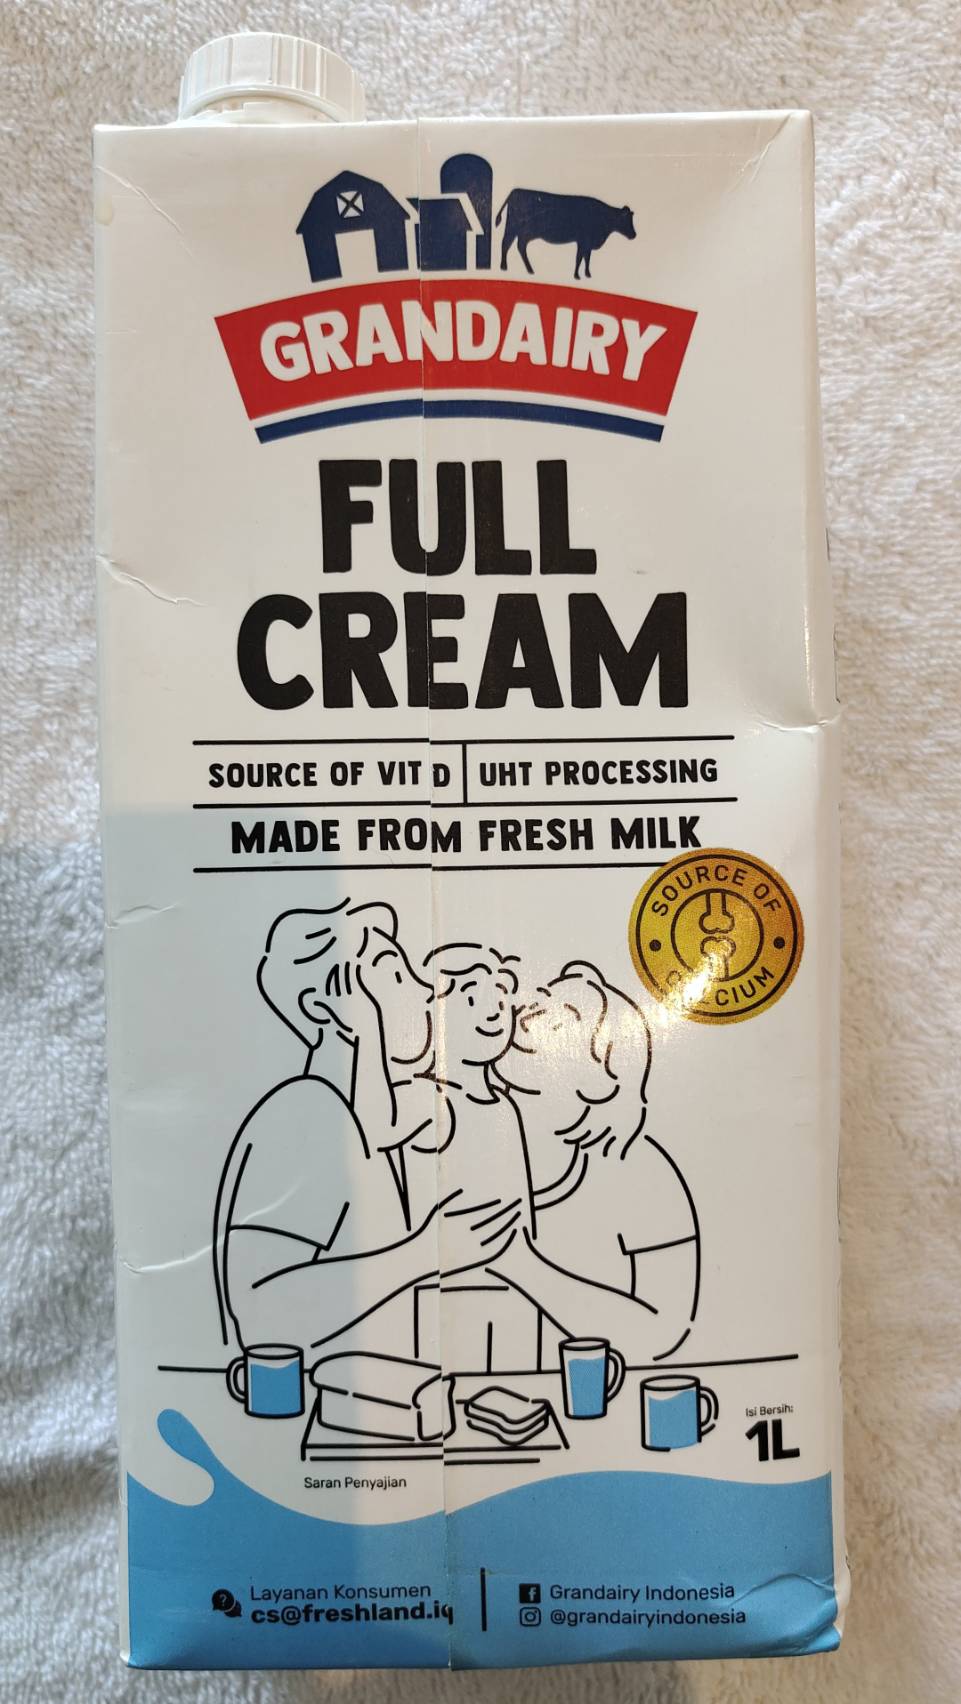 GRANDAIRY
FULL
CREAM
SOURCE OF VIT D
UHT PROCESSING
MADE FROM FRESH MILK
SOURCE OF
Isi Bersih:
1L
Saran Penyajian
Layanan Konsumen
Grandairy Indonesia
@grandairyindonesia